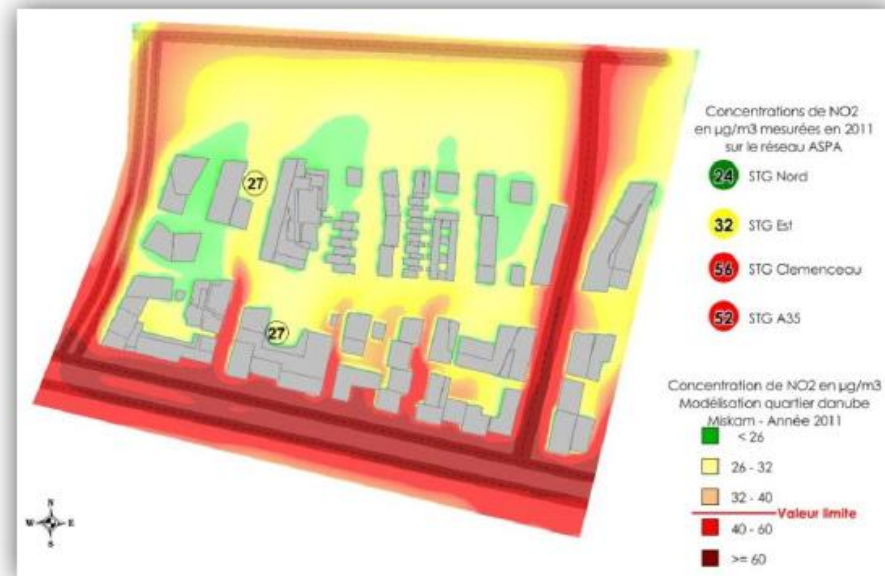 27
27
Concentrations de NO2
en µg/m3 mesurées en 2011
sur le réseau ASPA
24 STG Nord
32 STG Est
56 STG Clemenceau
52 STG A35
Concentration de NO2 en µg/m3
Modélisation quartier danube
Miskam - Année 2011
< 26
26 - 32
32 - 40
Valeur limite
40 - 60
>= 60
N
W E
S